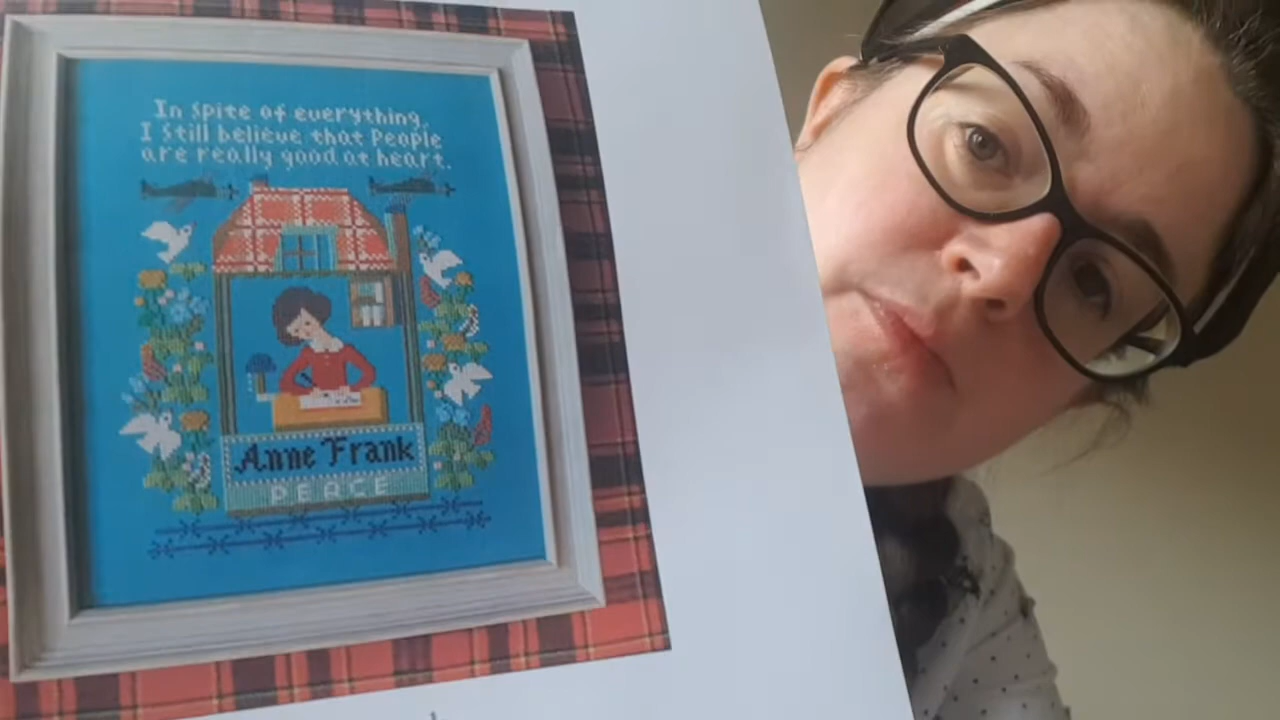 In Spite of everything,
I Still believe that People
are really good at heart.
Anne Frank
PEACE